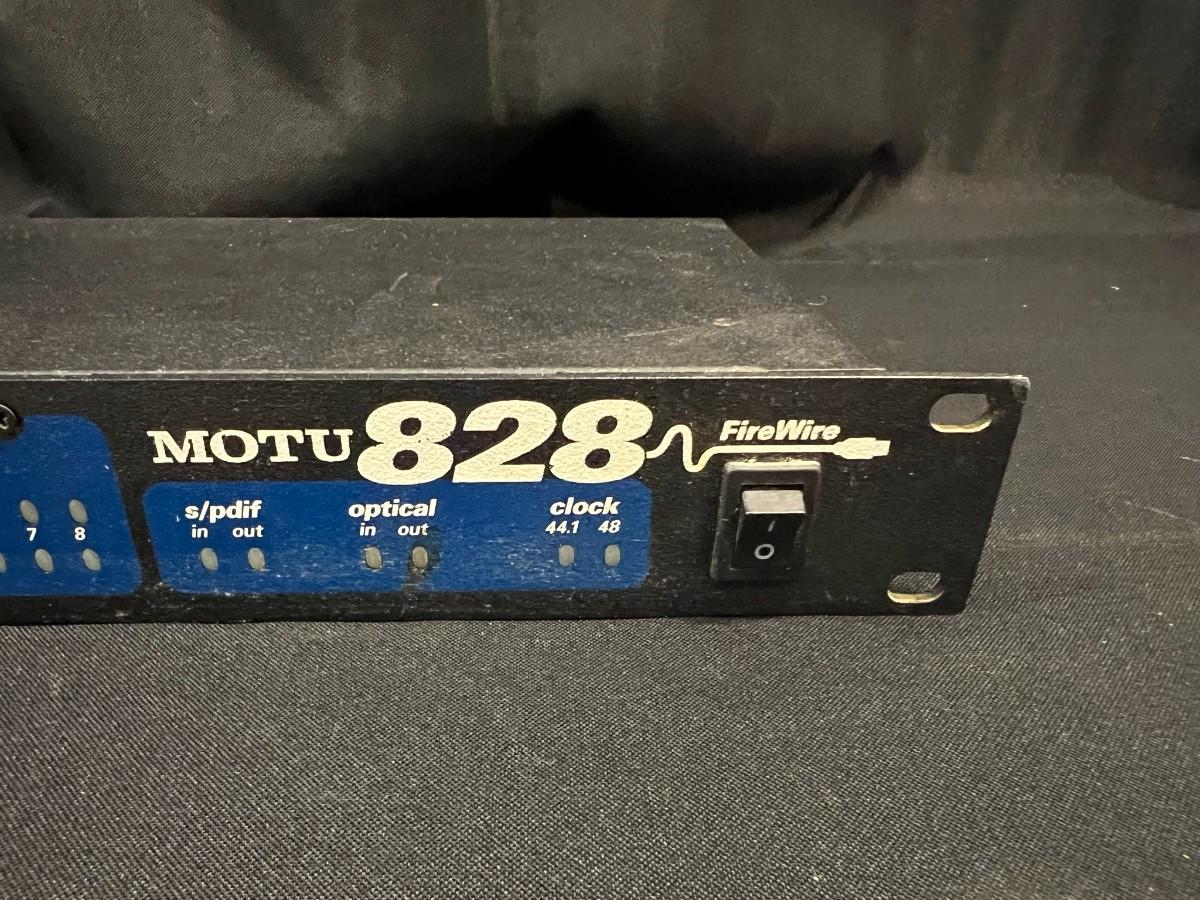 MOTU 828 FireWire
s/pdif optical clock
in out in out 44.1 48
7 8
I
O